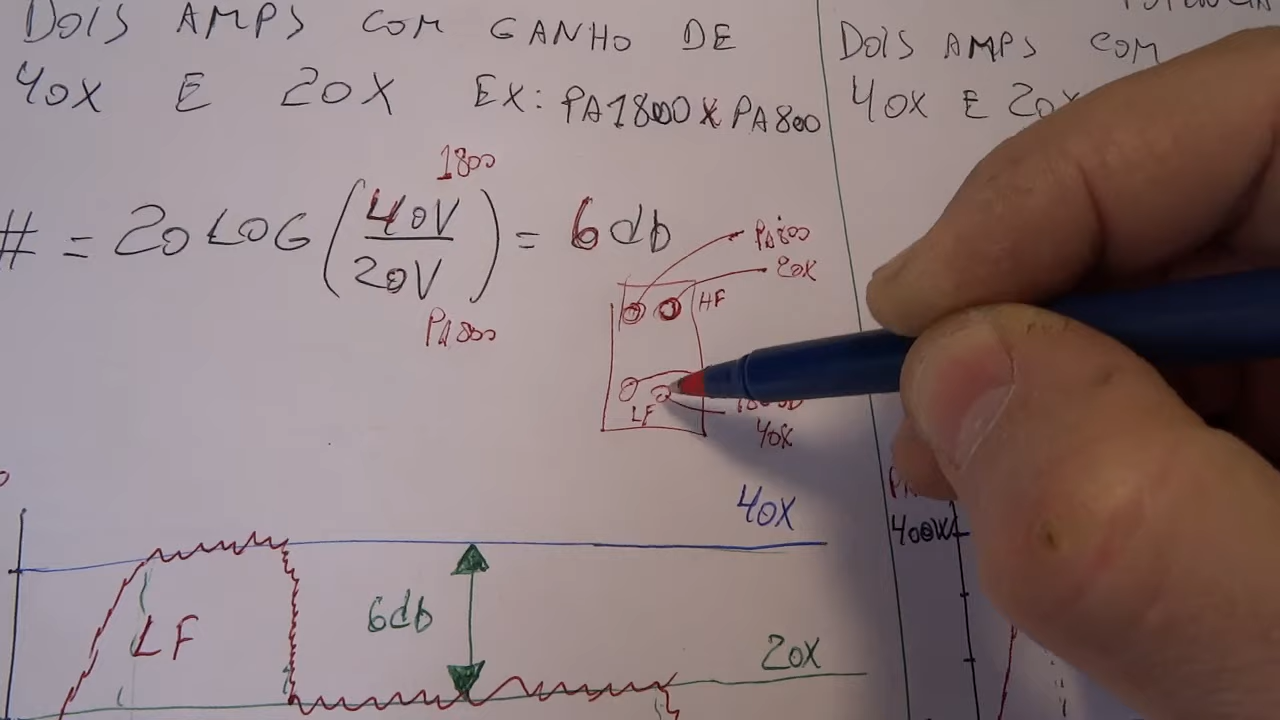 DOIS AMPS COM GANHO DE
40X E 20X EX: PA1800 X PA800
1800
# = 20 LOG (40V/20V) = 6db
PA800
PA800
20X
HF
LF
40X
40X
LF
6db
20X
DOIS AMPS COM
40X E 20X
400W